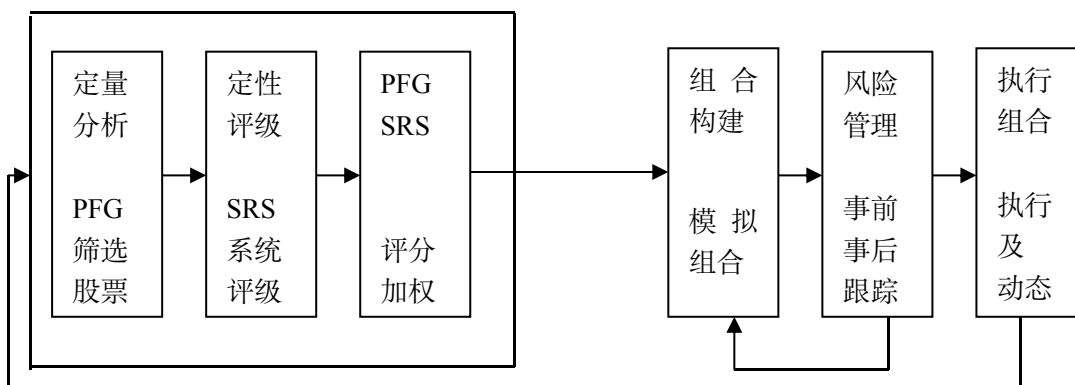 定量
分析
PFG
筛选
股票
定性
评级
SRS
系统
评级
PFG
SRS
评分
加权
组 合
构建
模 拟
组合
风险
管理
事前
事后
跟踪
执行
组合
执行
及
动态